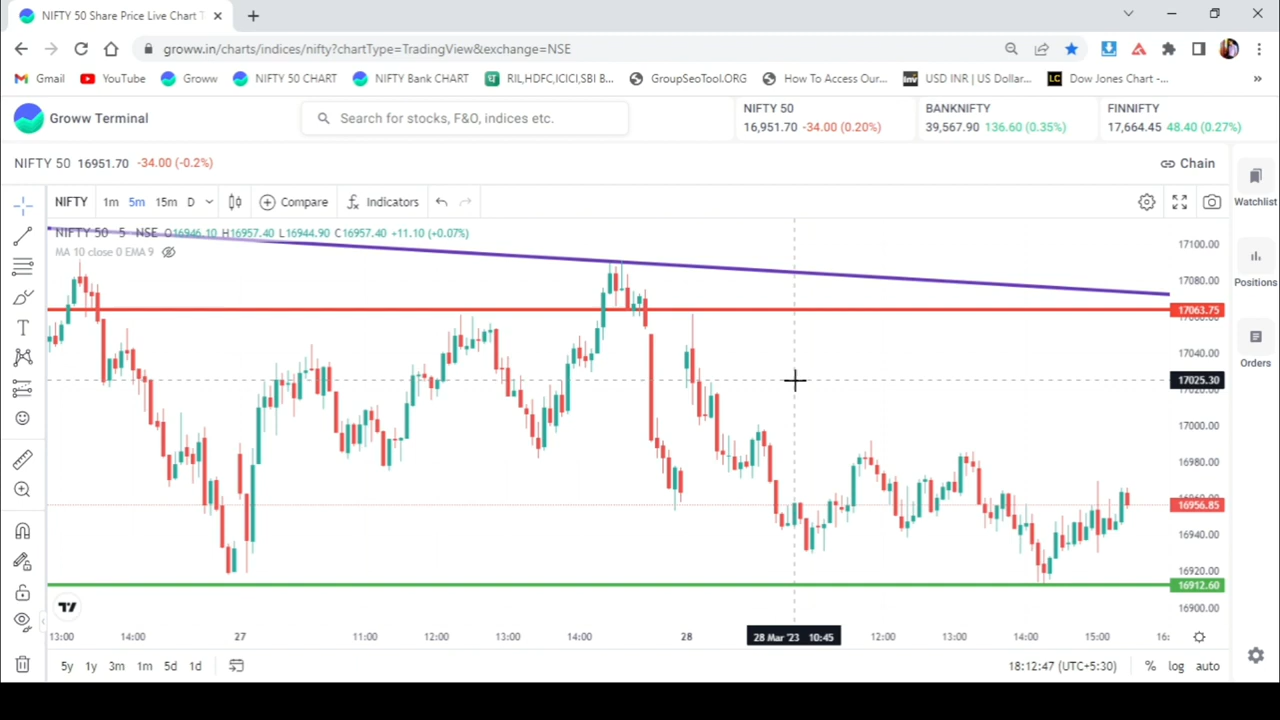 NIFTY 50 Share Price Live Chart T
groww.in/charts/indices/nifty?chartType=TradingView&exchange=NSE
Gmail YouTube Groww NIFTY 50 CHART NIFTY Bank CHART RIL,HDFC,ICICI,SBI B... GroupSeoTool.ORG How To Access Our... Inv USD INR | US Dollar... LC Dow Jones Chart -... »
Groww Terminal Search for stocks, F&O, indices etc.
NIFTY 50 BANKNIFTY FINNIFTY
16,951.70 -34.00 (0.20%) 39,567.90 136.60 (0.35%) 17,664.45 48.40 (0.27%)
NIFTY 50 16951.70 -34.00 (-0.2%) Chain
NIFTY 1m 5m 15m D Compare Indicators
Watchlist
NIFTY 50 · 5 · NSE O16946.10 H16957.40 L16944.90 C16957.40 +11.10 (+0.07%)
MA 10 close 0 EMA 9
17100.00
17080.00
Positions
17063.75
17040.00
Orders
17025.30
17000.00
16980.00
16956.85
16940.00
16920.00
16912.60
16900.00
13:00 14:00 27 11:00 12:00 13:00 14:00 28 28 Mar '23 10:45 12:00 13:00 14:00 15:00 16:
5y 1y 3m 1m 5d 1d 18:12:47 (UTC+5:30) % log auto